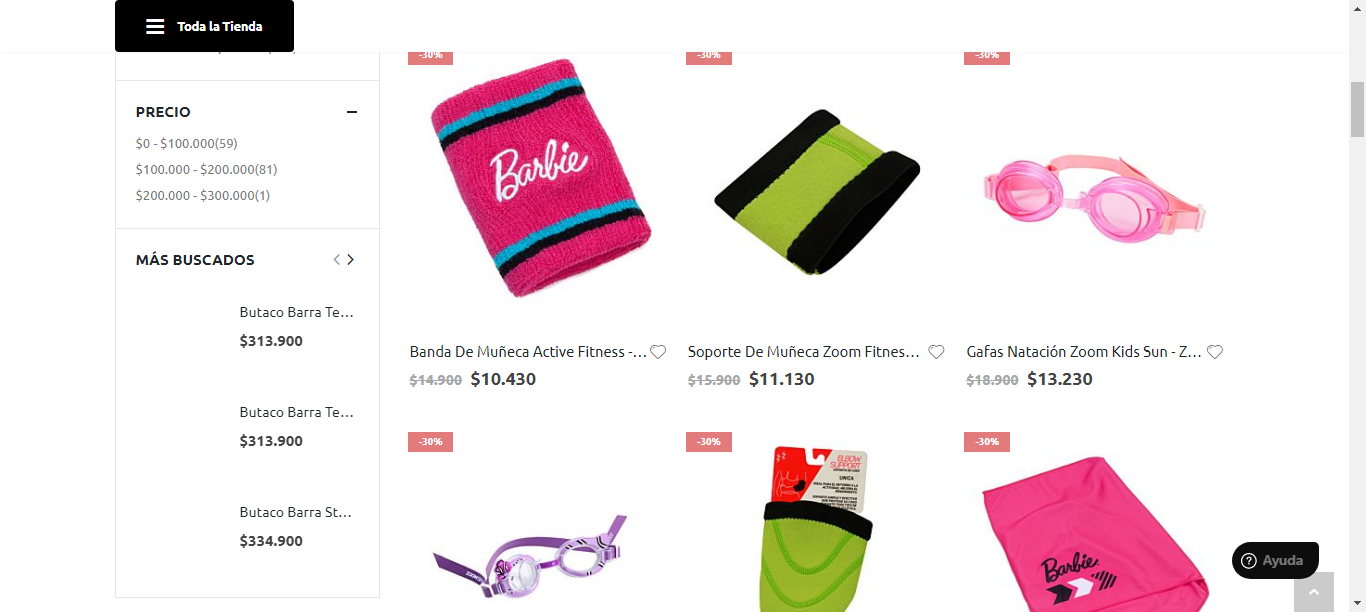 Toda la Tienda
-30%
-30%
-30%
PRECIO
$0 - $100.000(59)
$100.000 - $200.000(81)
$200.000 - $300.000(1)
MÁS BUSCADOS
Butaco Barra Te...
$313.900
Butaco Barra Te...
$313.900
Butaco Barra St...
$334.900
Barbie
Banda De Muñeca Active Fitness -...
$14.900 $10.430
Soporte De Muñeca Zoom Fitnes...
$15.900 $11.130
Gafas Natación Zoom Kids Sun - Z...
$18.900 $13.230
-30%
-30%
-30%
ELBOW
SUPPORT
UNICA
Barbie
Ayuda